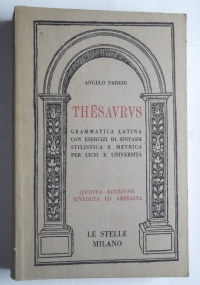 ANGELO PAREDI
THĒSAVRVS
GRAMMATICA LATINA
CON ESERCIZI DI SINTASSI
STILISTICA E METRICA
PER LICEI E UNIVERSITÀ
QUINTA EDIZIONE
RIVEDUTA ED AMPLIATA
LE STELLE
MILANO